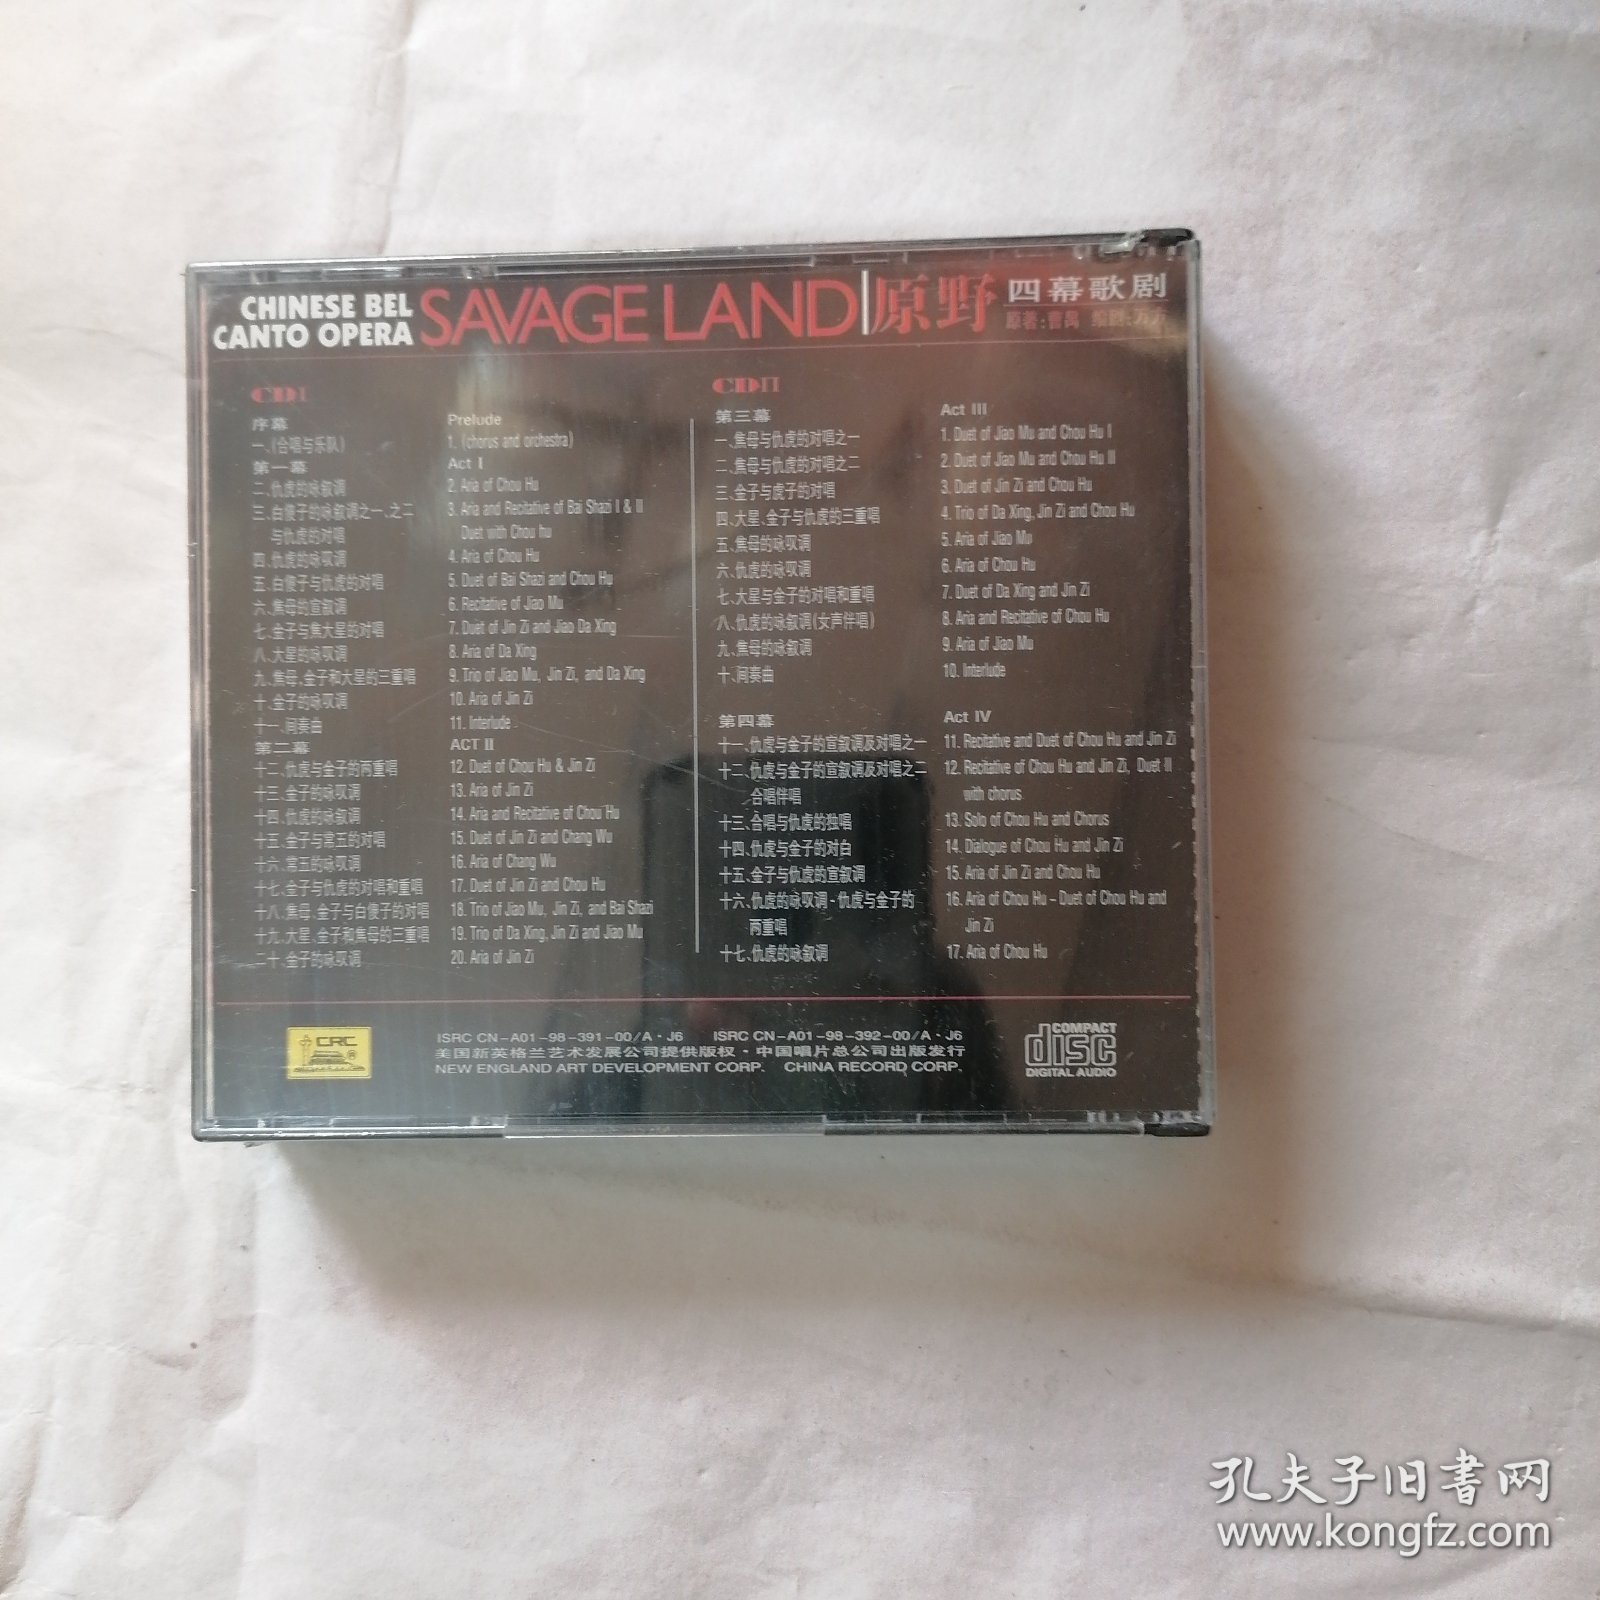 CHINESE BEL
CANTO OPERA
SAVAGE LAND
原野
四幕歌剧
原著:曹禺 编剧:万方
CD I
序幕
一、(合唱与乐队)
第一幕
二、仇虎的咏叙调
三、白傻子的咏叙调之一、之二
与仇虎的对唱
四、仇虎的咏叹调
五、白傻子与仇虎的对唱
六、焦母的宣叙调
七、金子与焦大星的对唱
八、大星的咏叹调
九、焦母、金子和大星的三重唱
十、金子的咏叹调
十一、间奏曲
第二幕
十二、仇虎与金子的两重唱
十三、金子的咏叹调
十四、仇虎的咏叙调
十五、金子与常五的对唱
十六、常五的咏叹调
十七、金子与仇虎的对唱和重唱
十八、焦母、金子与白傻子的对唱
十九、大星、金子和焦母的三重唱
二十、金子的咏叹调
Prelude
1. (chorus and orchestra)
Act I
2. Aria of Chou Hu
3. Aria and Recitative of Bai Shazi I & II
Duet with Chou hu
4. Aria of Chou Hu
5. Duet of Bai Shazi and Chou Hu
6. Recitative of Jiao Mu
7. Duet of Jin Zi and Jiao Da Xing
8. Aria of Da Xing
9. Trio of Jiao Mu, Jin Zi, and Da Xing
10. Aria of Jin Zi
11. Interlude
ACT II
12. Duet of Chou Hu & Jin Zi
13. Aria of Jin Zi
14. Aria and Recitative of Chou Hu
15. Duet of Jin Zi and Chang Wu
16. Aria of Chang Wu
17. Duet of Jin Zi and Chou Hu
18. Trio of Jiao Mu, Jin Zi, and Bai Shazi
19. Trio of Da Xing, Jin Zi and Jiao Mu
20. Aria of Jin Zi
CD II
第三幕
一、焦母与仇虎的对唱之一
二、焦母与仇虎的对唱之二
三、金子与虎子的对唱
四、大星、金子与仇虎的三重唱
五、焦母的咏叹调
六、仇虎的咏叹调
七、大星与金子的对唱和重唱
八、仇虎的咏叙调(女声伴唱)
九、焦母的咏叙调
十、间奏曲
第四幕
十一、仇虎与金子的宣叙调及对唱之一
十二、仇虎与金子的宣叙调及对唱之二
合唱伴唱
十三、合唱与仇虎的独唱
十四、仇虎与金子的对白
十五、金子与仇虎的宣叙调
十六、仇虎的咏叹调-仇虎与金子的
两重唱
十七、仇虎的咏叙调
Act III
1. Duet of Jiao Mu and Chou Hu I
2. Duet of Jiao Mu and Chou Hu II
3. Duet of Jin Zi and Chou Hu
4. Trio of Da Xing, Jin Zi and Chou Hu
5. Aria of Jiao Mu
6. Aria of Chou Hu
7. Duet of Da Xing and Jin Zi
8. Aria and Recitative of Chou Hu
9. Aria of Jiao Mu
10. Interlude
Act IV
11. Recitative and Duet of Chou Hu and Jin Zi
12. Recitative of Chou Hu and Jin Zi, Duet II
with chorus
13. Solo of Chou Hu and Chorus
14. Dialogue of Chou Hu and Jin Zi
15. Aria of Jin Zi and Chou Hu
16. Aria of Chou Hu - Duet of Chou Hu and
Jin Zi
17. Aria of Chou Hu
CRC
®
ISRC CN-A01-98-391-00/A·J6 ISRC CN-A01-98-392-00/A·J6
美国新英格兰艺术发展公司提供版权·中国唱片总公司出版发行
NEW ENGLAND ART DEVELOPMENT CORP. CHINA RECORD CORP.
COMPACT
disc
DIGITAL AUDIO
孔夫子旧书网
www.kongfz.com